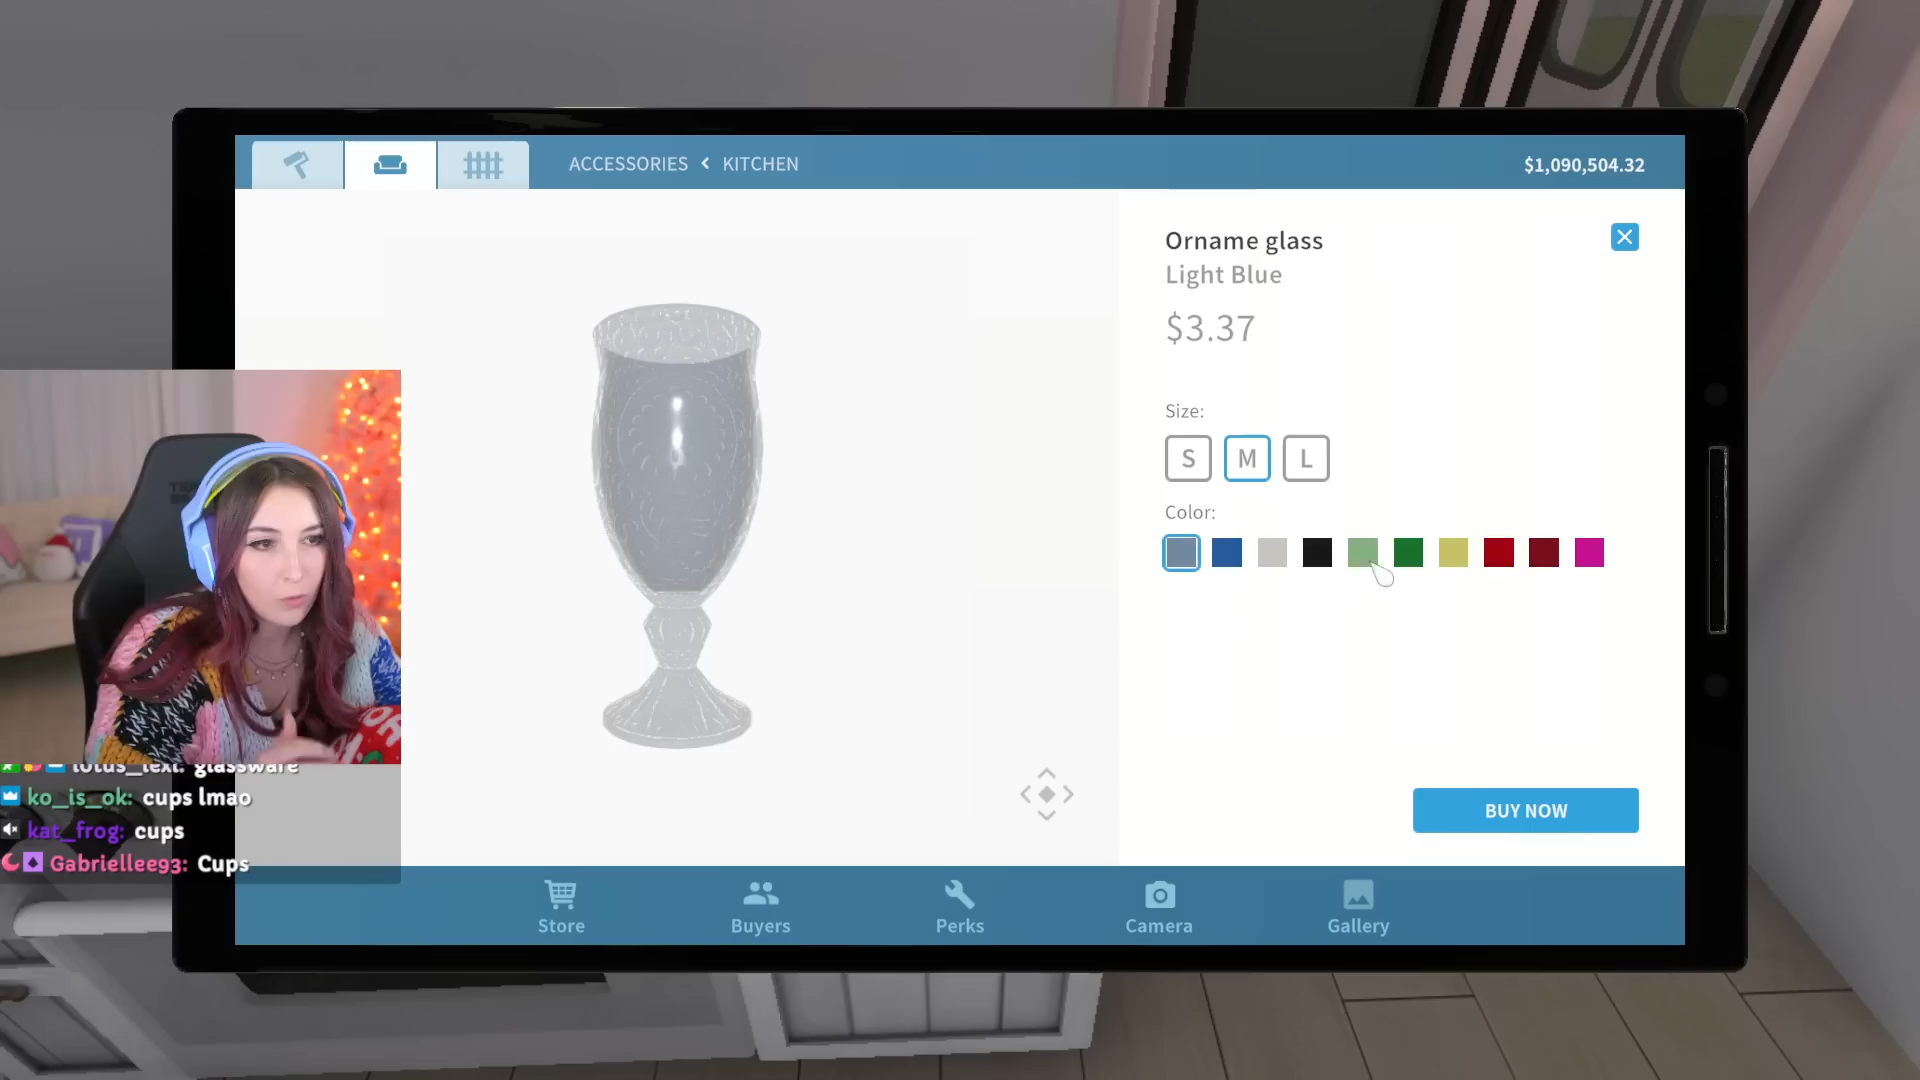 ACCESSORIES < KITCHEN
$1,090,504.32
Orname glass
Light Blue
$3.37
Size:
S M L
Color:
BUY NOW
lotus_text: glassware
ko_is_ok: cups lmao
kat_frog: cups
Gabriellee93: Cups
Store
Buyers
Perks
Camera
Gallery